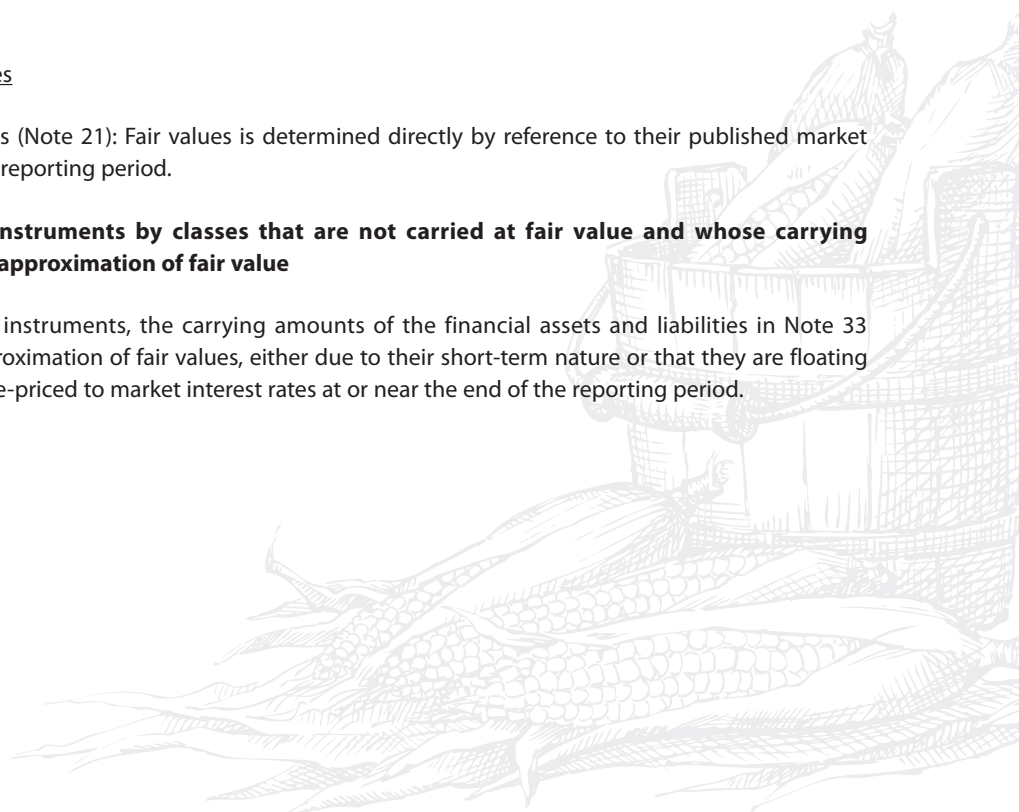 s (Note 21): Fair values is determined directly by reference to their published market
reporting period.
nstruments by classes that are not carried at fair value and whose carrying
approximation of fair value
instruments, the carrying amounts of the financial assets and liabilities in Note 33
roximation of fair values, either due to their short-term nature or that they are floating
e-priced to market interest rates at or near the end of the reporting period.